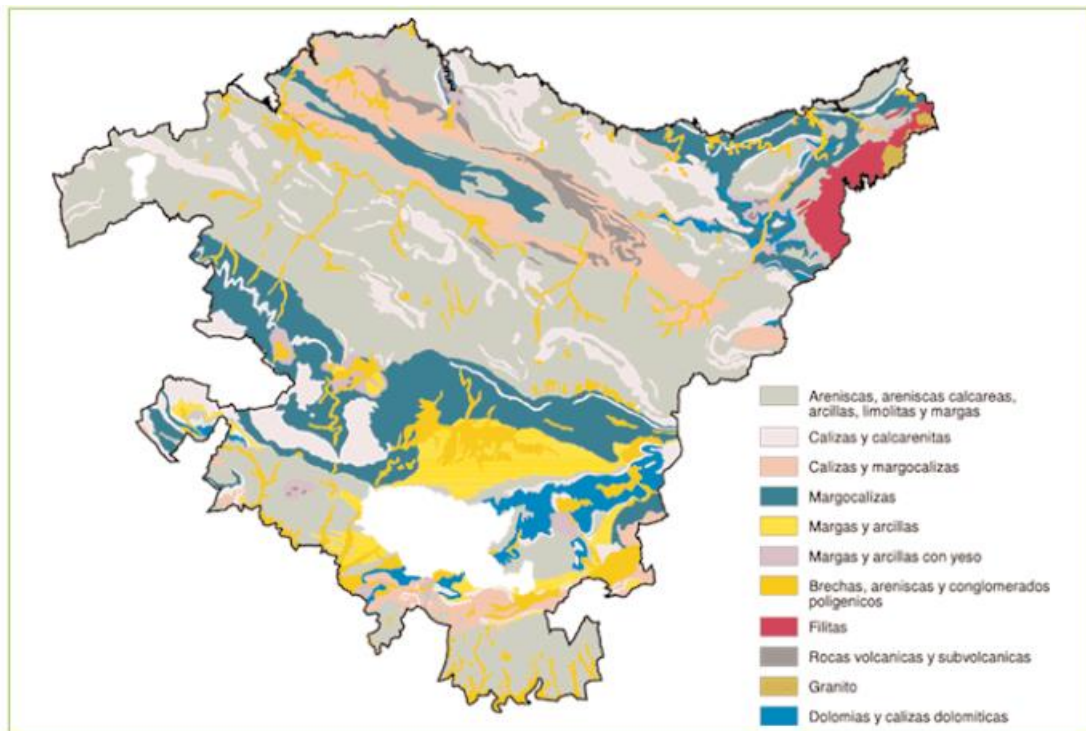 Areniscas, areniscas calcareas,
arcillas, limolitas y margas
Calizas y calcarenitas
Calizas y margocalizas
Margocalizas
Margas y arcillas
Margas y arcillas con yeso
Brechas, areniscas y conglomerados
poligenicos
Filitas
Rocas volcanicas y subvolcanicas
Granito
Dolomias y calizas dolomiticas